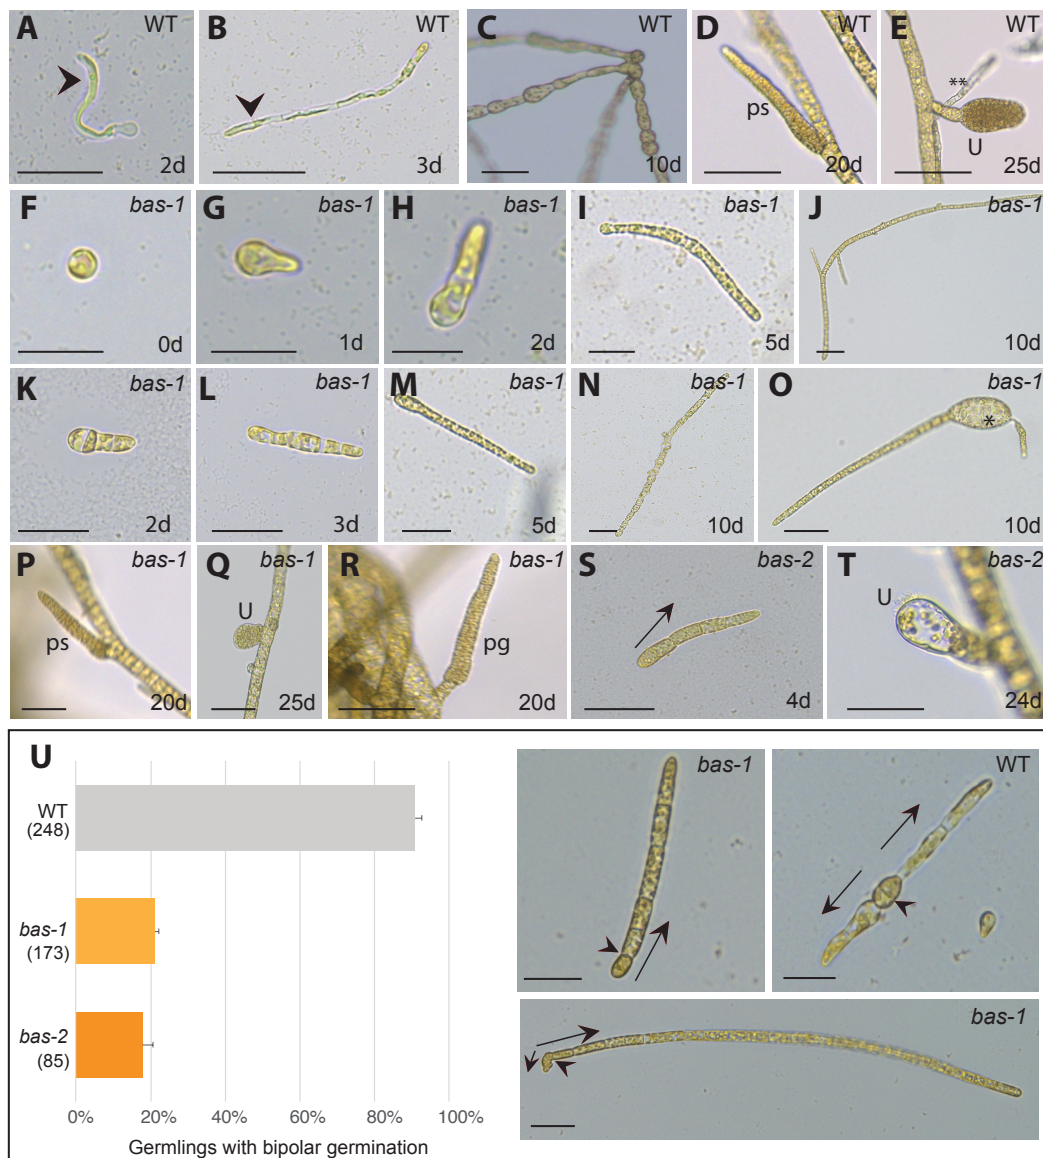 A WT 2d
B WT 3d
C WT 10d
D WT ps 20d
E WT ** U 25d
F bas-1 0d
G bas-1 1d
H bas-1 2d
I bas-1 5d
J bas-1 10d
K bas-1 2d
L bas-1 3d
M bas-1 5d
N bas-1 10d
O bas-1 * 10d
P bas-1 ps 20d
Q bas-1 U 25d
R bas-1 pg 20d
S bas-2 4d
T bas-2 U 24d
U
WT
(248)
bas-1
(173)
bas-2
(85)
0% 20% 40% 60% 80% 100%
Germlings with bipolar germination
bas-1
WT
bas-1